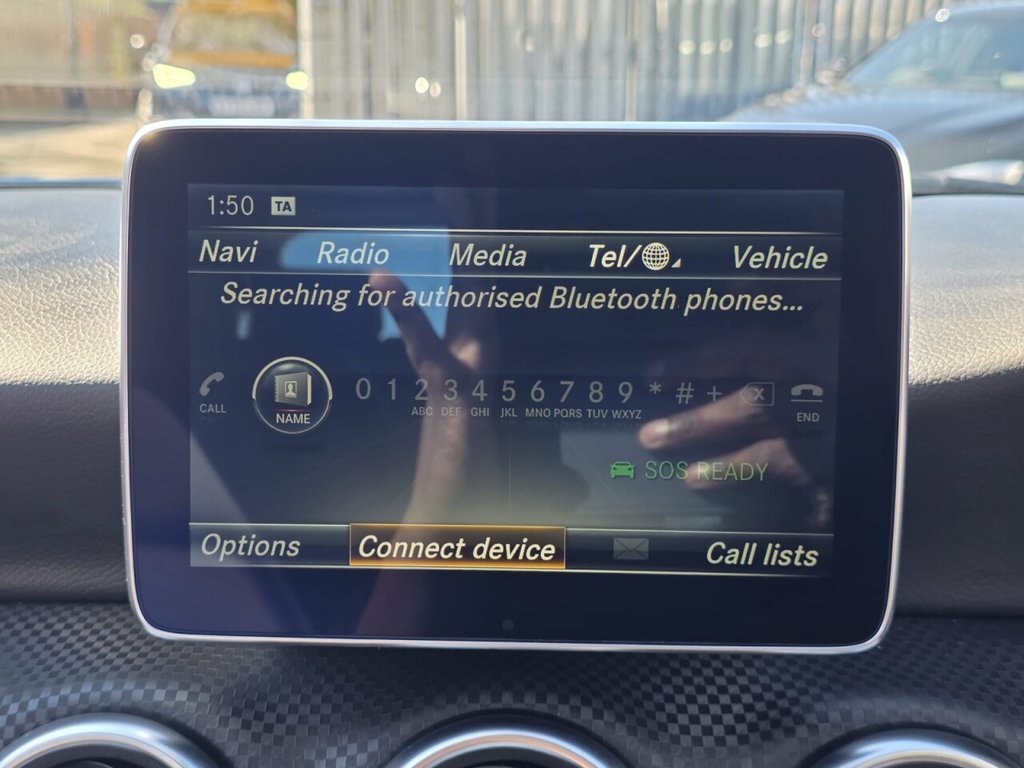 1:50 TA
Navi Radio Media Tel/ Vehicle
Searching for authorised Bluetooth phones...
0 1 2 3 4 5 6 7 8 9 * # +
CALL NAME ABC DEF GHI JKL MNO PQRS TUV WXYZ END
SOS READY
Options Connect device Call lists